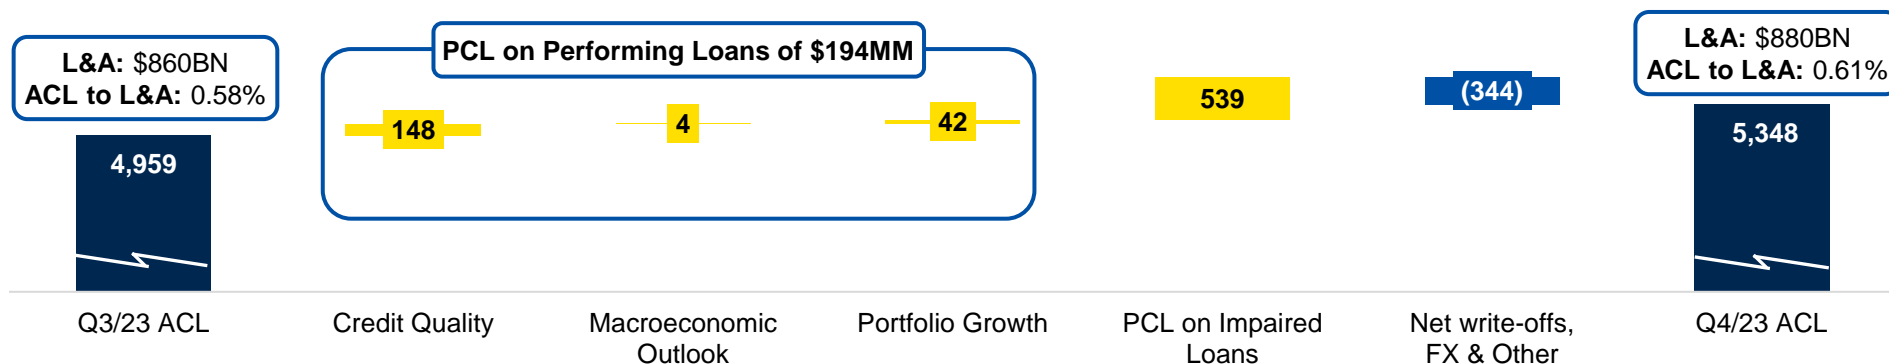 L&A: $860BN
ACL to L&A: 0.58%
PCL on Performing Loans of $194MM
L&A: $880BN
ACL to L&A: 0.61%
4,959
148
4
42
539
(344)
5,348
Q3/23 ACL
Credit Quality
Macroeconomic
Outlook
Portfolio Growth
PCL on Impaired
Loans
Net write-offs,
FX & Other
Q4/23 ACL